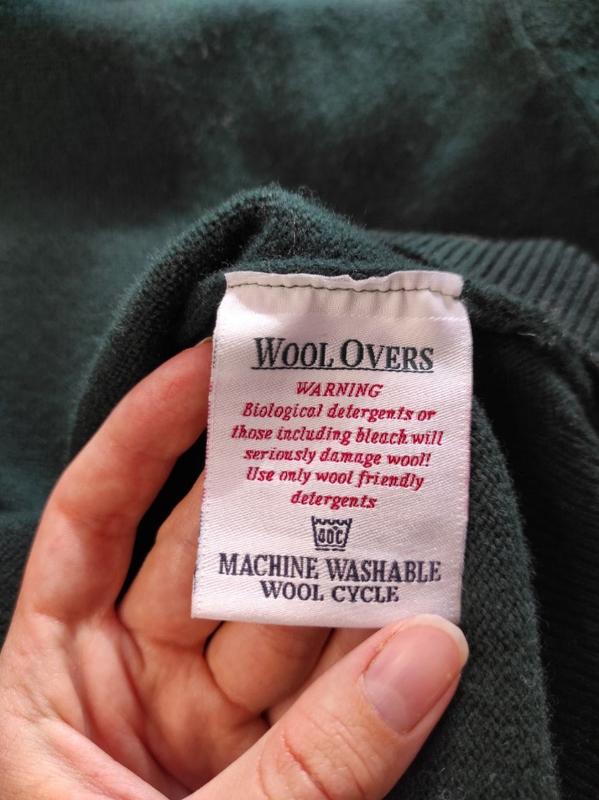 WOOL OVERS
WARNING
Biological detergents or
those including bleach will
seriously damage wool!
Use only wool friendly
detergents
40°C
MACHINE WASHABLE
WOOL CYCLE